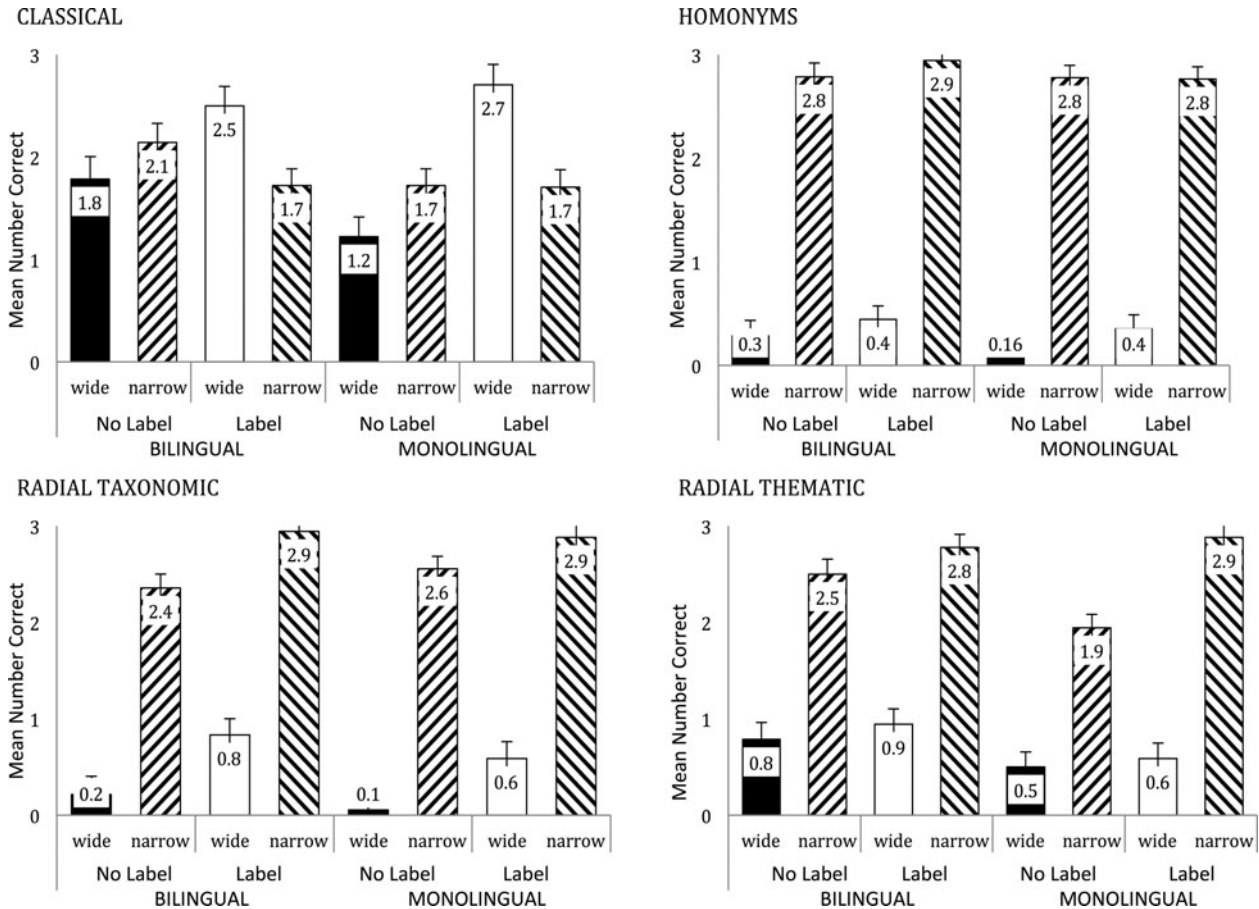 CLASSICAL
Mean Number Correct
3
2
1
0
1.8
2.1
2.5
1.7
1.2
1.7
2.7
1.7
wide narrow wide narrow wide narrow wide narrow
No Label Label No Label Label
BILINGUAL MONOLINGUAL
HOMONYMS
Mean Number Correct
3
2
1
0
0.3
2.8
0.4
2.9
0.16
2.8
0.4
2.8
wide narrow wide narrow wide narrow wide narrow
No Label Label No Label Label
BILINGUAL MONOLINGUAL
RADIAL TAXONOMIC
Mean Number Correct
3
2
1
0
0.2
2.4
0.8
2.9
0.1
2.6
0.6
2.9
wide narrow wide narrow wide narrow wide narrow
No Label Label No Label Label
BILINGUAL MONOLINGUAL
RADIAL THEMATIC
Mean Number Correct
3
2
1
0
0.8
2.5
0.9
2.8
0.5
1.9
0.6
2.9
wide narrow wide narrow wide narrow wide narrow
No Label Label No Label Label
BILINGUAL MONOLINGUAL